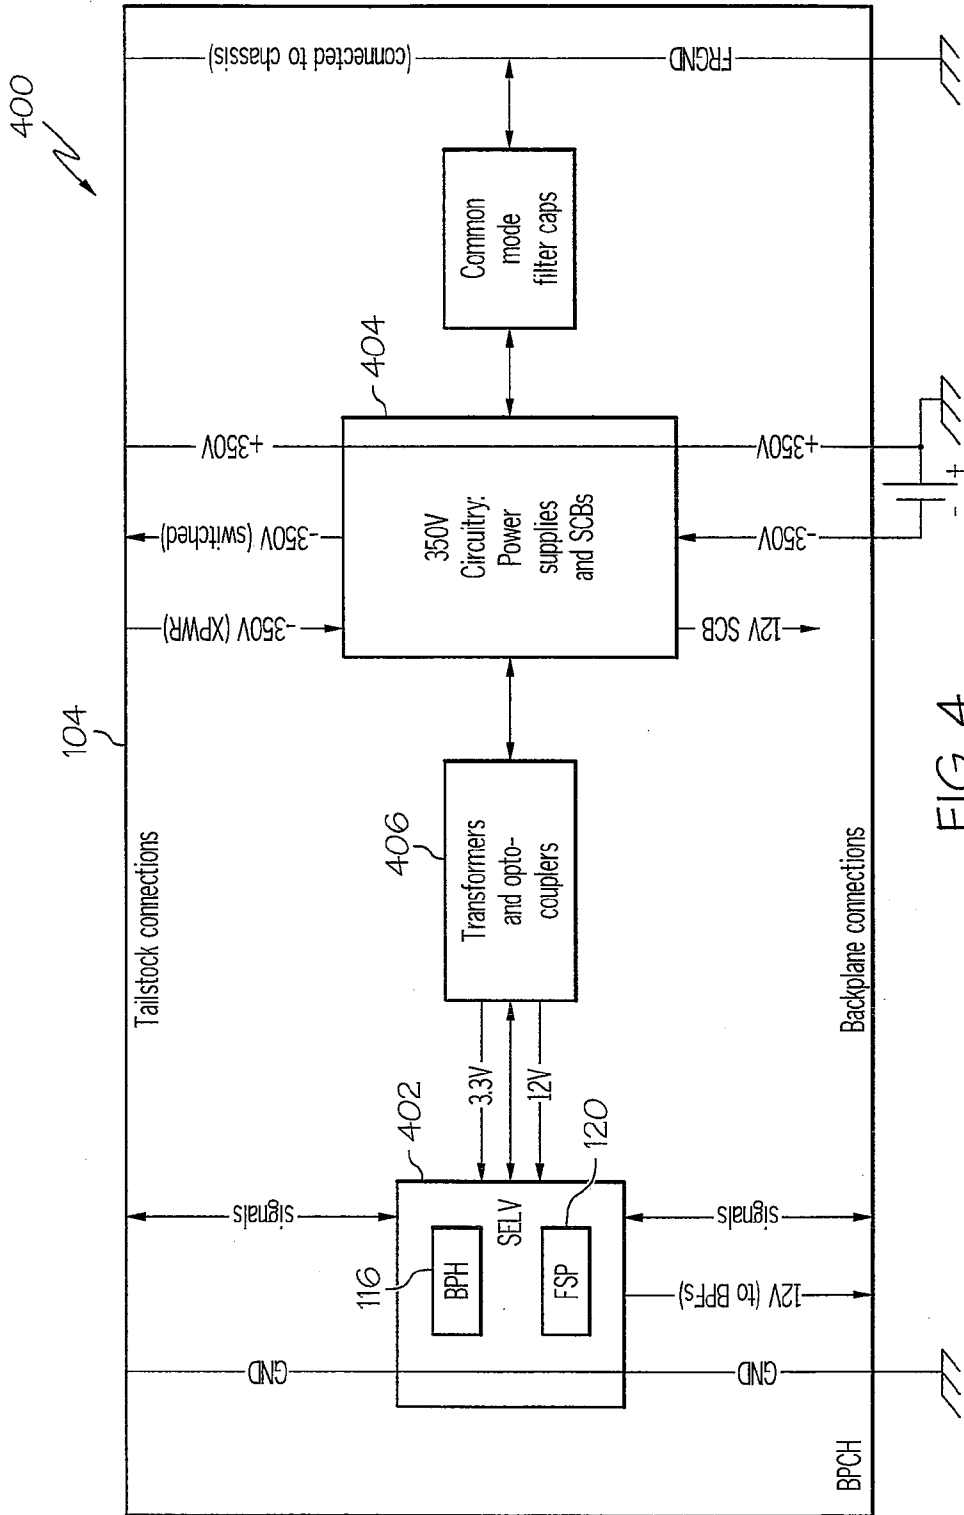 400
104
Tailstock connections
signals
GND
-350V (XPWR)
-350V (switched)
+350V
(connected to chassis)
402
116
BPH
SELV
FSP
120
3.3V
12V
406
Transformers
and opto-
couplers
404
350V
Circuitry:
Power
supplies
and SCBs
Common
mode
filter caps
GND
12V (to BPFs)
signals
12V SCB
-350V
+350V
FRGND
BPCH
Backplane connections
- +
FIG. 4